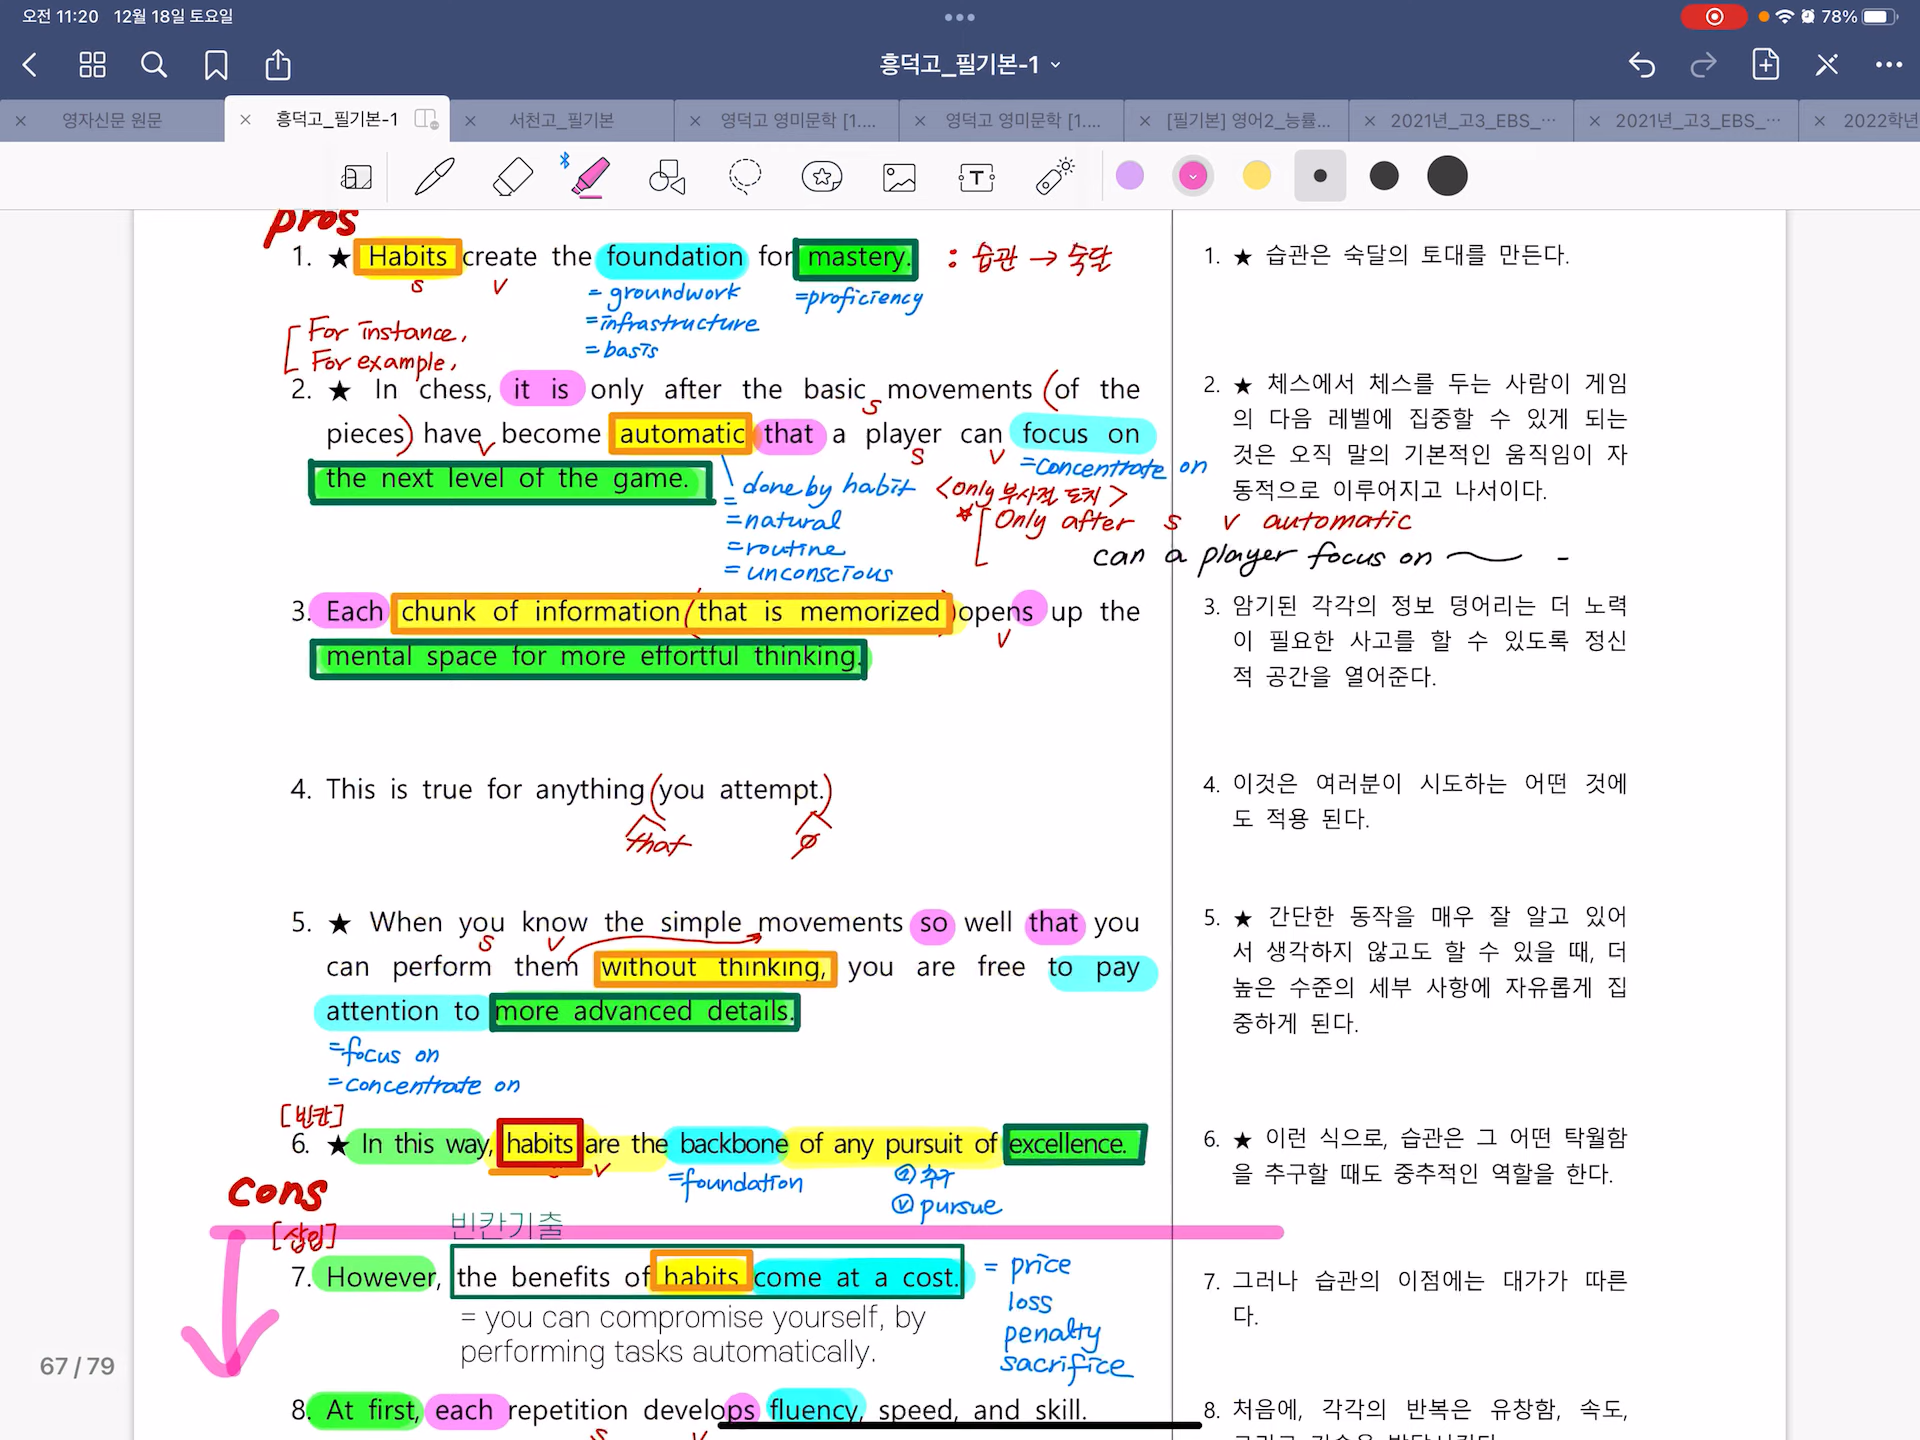 오전 11:20 12월 18일 토요일
78%
흥덕고_필기본-1
영자신문 원문
흥덕고_필기본-1
서천고_필기본
영덕고 영미문학 [1....
영덕고 영미문학 [1....
[필기본] 영어2_능률...
2021년_고3_EBS_...
2021년_고3_EBS_...
2022학년
pros
1. ★ Habits create the foundation for mastery. : 습관 → 숙달
s v
= groundwork =proficiency
=infrastructure
=basis
For instance,
For example,
2. ★ In chess, it is only after the basic movements (of the
s
pieces) have become automatic that a player can focus on
v s v =concentrate on
the next level of the game.
= done by habit <only 부사절 도치>
=natural ★ Only after s v automatic
=routine can a player focus on
= unconscious
3. Each chunk of information (that is memorized) opens up the
v
mental space for more effortful thinking.
4. This is true for anything (you attempt.)
that ∅
5. ★ When you know the simple movements so well that you
s v
can perform them without thinking, you are free to pay
attention to more advanced details.
=focus on
=concentrate on
[빈칸]
6. ★ In this way, habits are the backbone of any pursuit of excellence.
v =foundation ⓝ추구
ⓥpursue
cons
[삽입] 빈칸기출
7. However, the benefits of habits come at a cost. = price
loss
= you can compromise yourself, by
penalty
performing tasks automatically.
sacrifice
8. At first, each repetition develops fluency, speed, and skill.
s v
1. ★ 습관은 숙달의 토대를 만든다.
2. ★ 체스에서 체스를 두는 사람이 게임
의 다음 레벨에 집중할 수 있게 되는
것은 오직 말의 기본적인 움직임이 자
동적으로 이루어지고 나서이다.
3. 암기된 각각의 정보 덩어리는 더 노력
이 필요한 사고를 할 수 있도록 정신
적 공간을 열어준다.
4. 이것은 여러분이 시도하는 어떤 것에
도 적용 된다.
5. ★ 간단한 동작을 매우 잘 알고 있어
서 생각하지 않고도 할 수 있을 때, 더
높은 수준의 세부 사항에 자유롭게 집
중하게 된다.
6. ★ 이런 식으로, 습관은 그 어떤 탁월함
을 추구할 때도 중추적인 역할을 한다.
7. 그러나 습관의 이점에는 대가가 따른
다.
8. 처음에, 각각의 반복은 유창함, 속도,
67 / 79